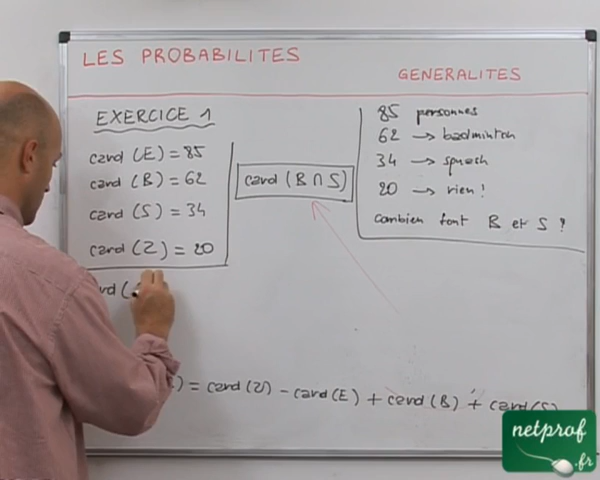 LES PROBABILITES
GENERALITES
EXERCICE 1
card (E) = 85
card (B) = 62
card (S) = 34
card (Z) = 20
card (B ∩ S)
85 personnes
62 → badminton
34 → squash
20 → rien !
Combien font B et S ?
) = card (Z) - card (E) + card (B) + card (S)
netprof
.fr